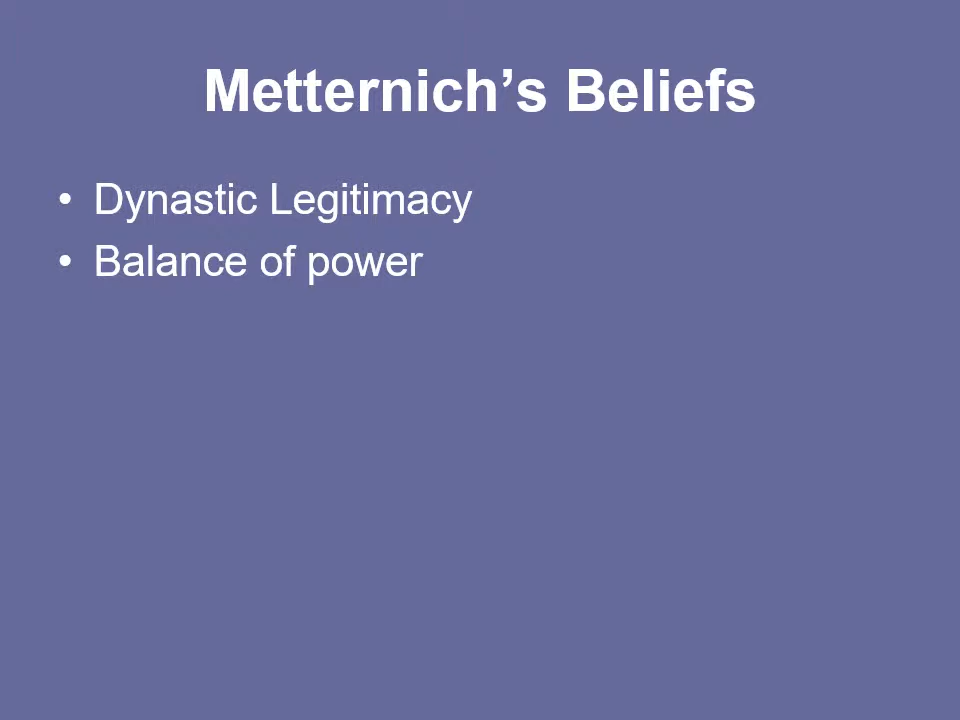 Metternich’s Beliefs
• Dynastic Legitimacy
• Balance of power